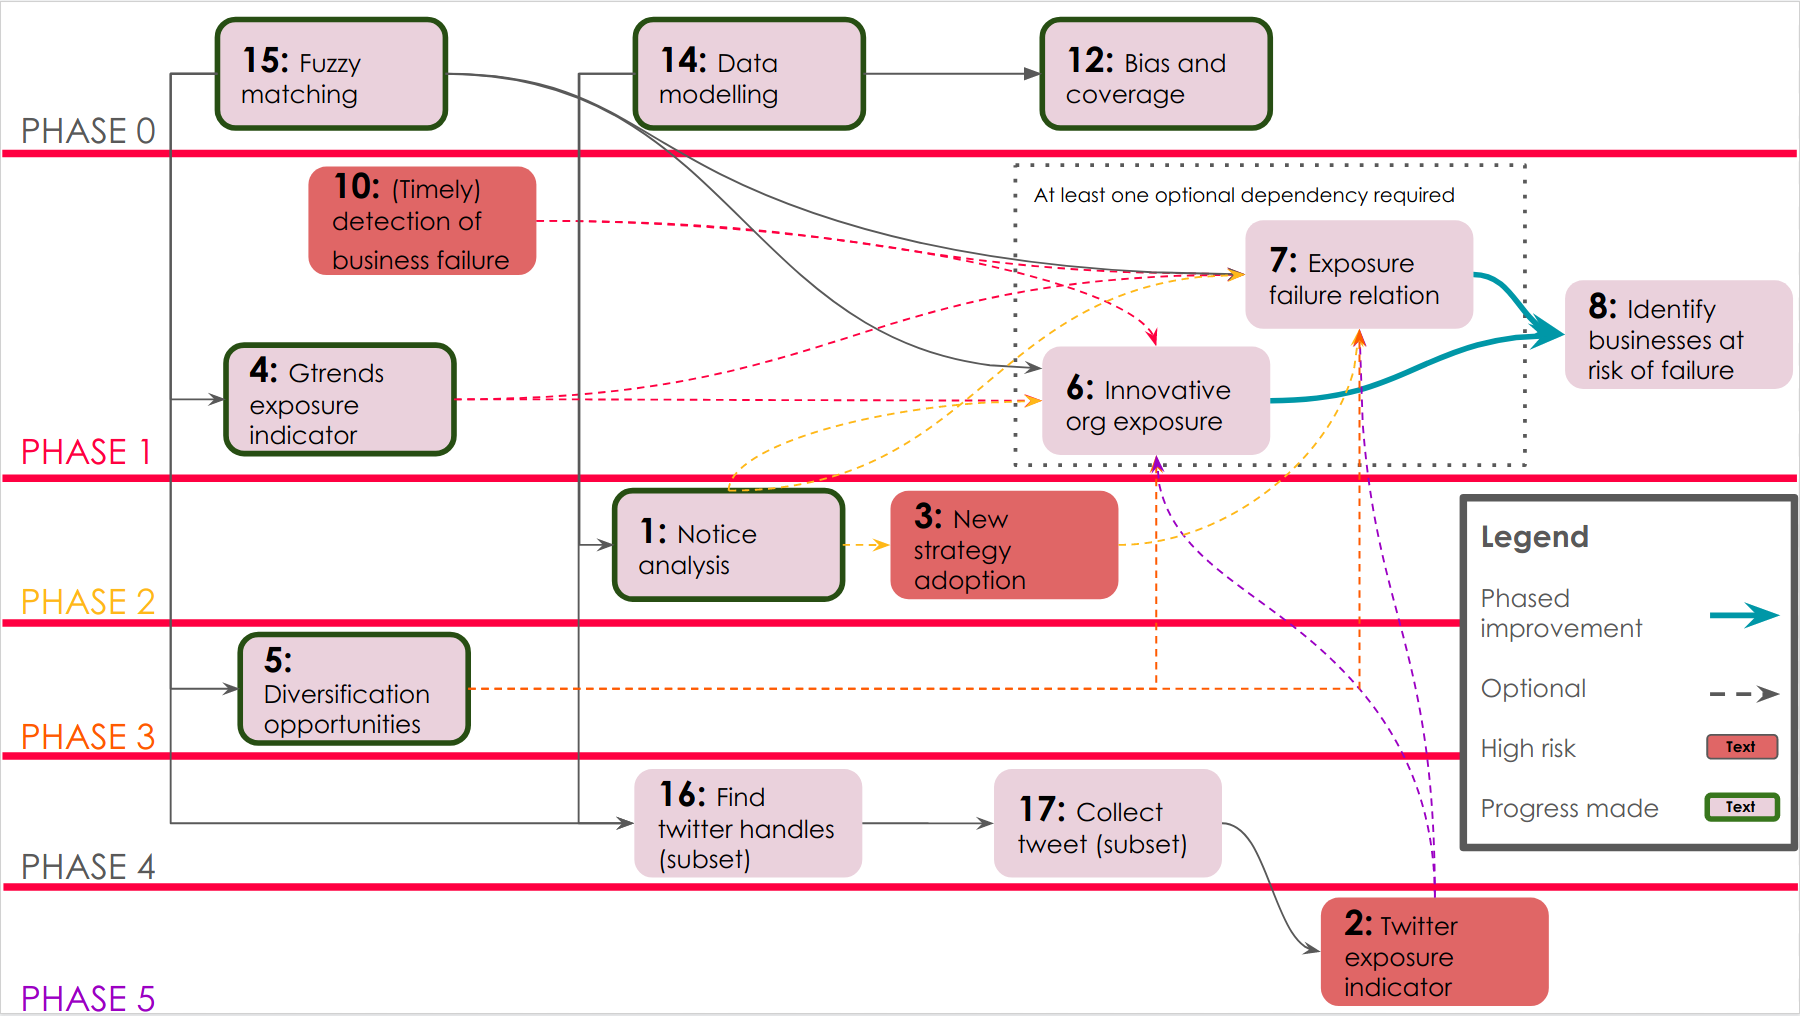 15: Fuzzy
matching
14: Data
modelling
12: Bias and
coverage
PHASE 0
10: (Timely)
detection of
business failure
At least one optional dependency required
7: Exposure
failure relation
8: Identify
businesses at
risk of failure
4: Gtrends
exposure
indicator
6: Innovative
org exposure
PHASE 1
1: Notice
analysis
3: New
strategy
adoption
PHASE 2
5:
Diversification
opportunities
PHASE 3
16: Find
twitter handles
(subset)
17: Collect
tweet (subset)
PHASE 4
2: Twitter
exposure
indicator
PHASE 5
Legend
Phased
improvement
Optional
High risk
Text
Progress made
Text